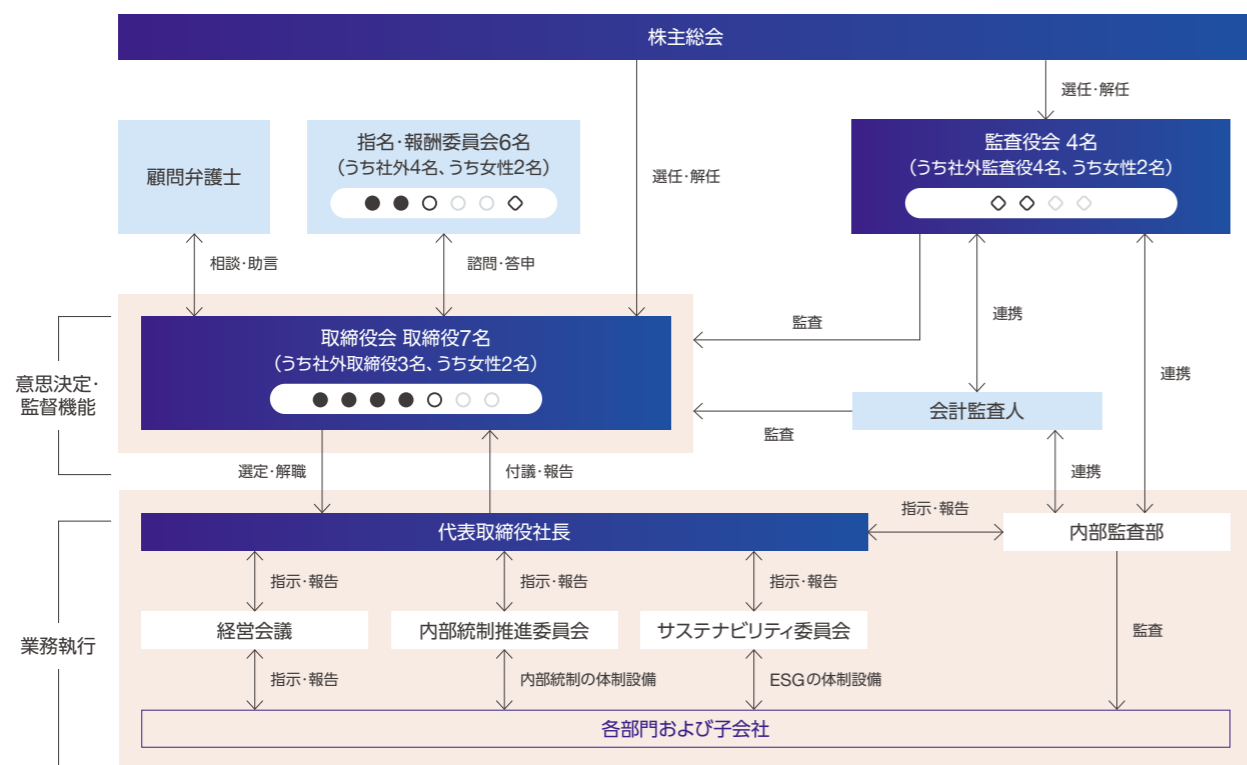 株主総会
選任·解任
選任·解任
顧問弁護士
指名·報酬委員会6名
(うち社外4名、うち女性2名)
監査役会 4名
(うち社外監査役4名、うち女性2名)
相談·助言
諮問·答申
監査
連携
連携
意思決定·
監督機能
取締役会 取締役7名
(うち社外取締役3名、うち女性2名)
会計監査人
監査
選定·解職
付議·報告
連携
指示·報告
業務執行
代表取締役社長
内部監査部
指示·報告
指示·報告
指示·報告
経営会議
内部統制推進委員会
サステナビリティ委員会
監査
指示·報告
内部統制の体制設備
ESGの体制設備
各部門および子会社